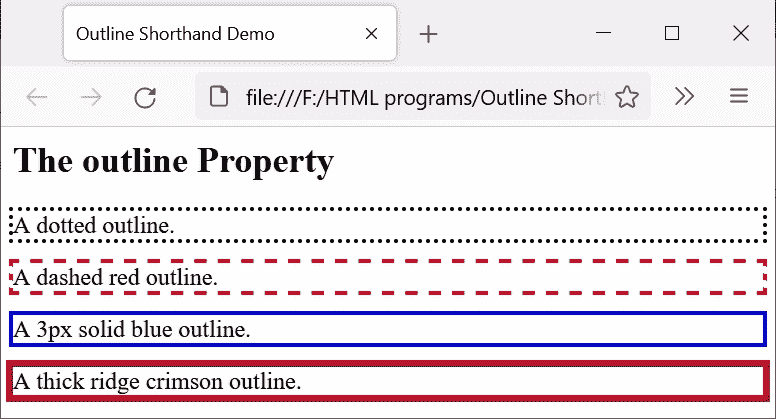 Outline Shorthand Demo
file:///F:/HTML programs/Outline Short
The outline Property
A dotted outline.
A dashed red outline.
A 3px solid blue outline.
A thick ridge crimson outline.